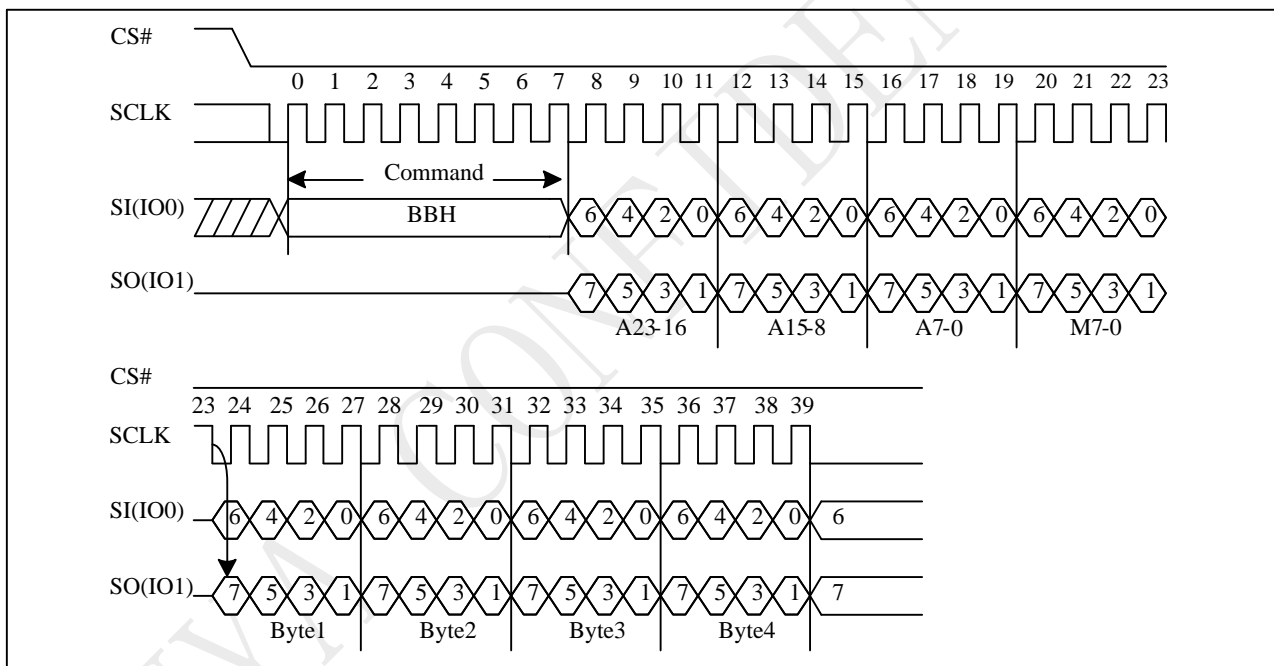 CS#
0 1 2 3 4 5 6 7 8 9 10 11 12 13 14 15 16 17 18 19 20 21 22 23
SCLK
Command
SI(IO0) BBH 6 4 2 0 6 4 2 0 6 4 2 0 6 4 2 0
SO(IO1) 7 5 3 1 7 5 3 1 7 5 3 1 7 5 3 1
A23-16 A15-8 A7-0 M7-0
CS#
23 24 25 26 27 28 29 30 31 32 33 34 35 36 37 38 39
SCLK
SI(IO0) 6 4 2 0 6 4 2 0 6 4 2 0 6 4 2 0 6
SO(IO1) 7 5 3 1 7 5 3 1 7 5 3 1 7 5 3 1 7
Byte1 Byte2 Byte3 Byte4